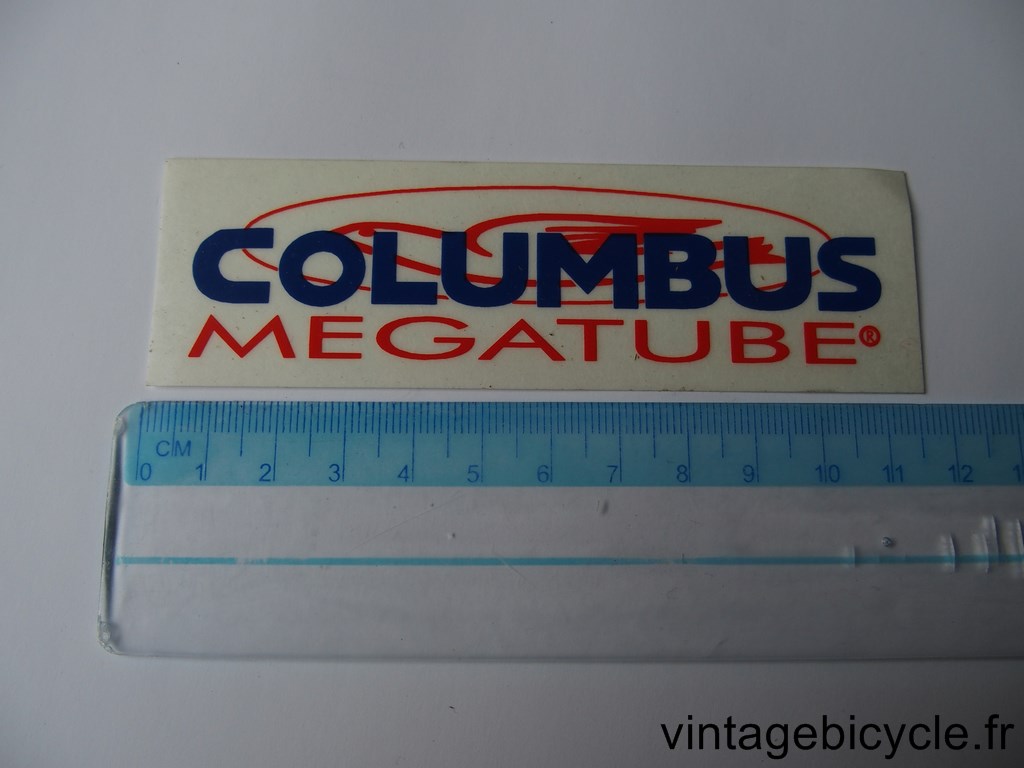 COLUMBUS
MEGATUBE®
CM
0 1 2 3 4 5 6 7 8 9 10 11 12
vintagebicycle.fr